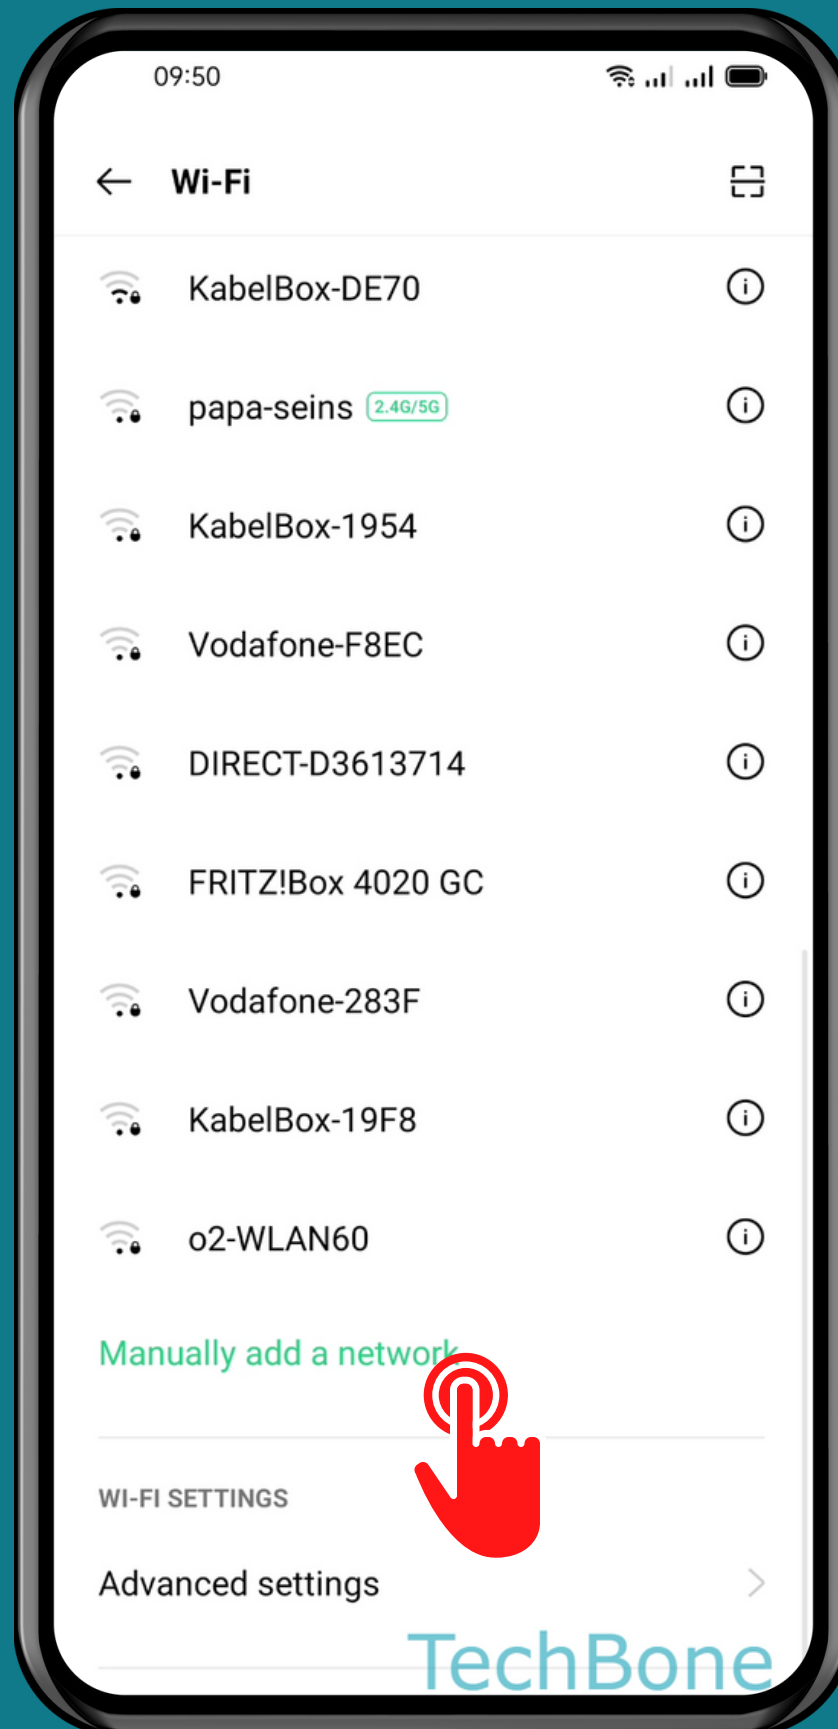 09:50
Wi-Fi
KabelBox-DE70
papa-seins 2.4G/5G
KabelBox-1954
Vodafone-F8EC
DIRECT-D3613714
FRITZ!Box 4020 GC
Vodafone-283F
KabelBox-19F8
o2-WLAN60
Manually add a network
WI-FI SETTINGS
Advanced settings
TechBone